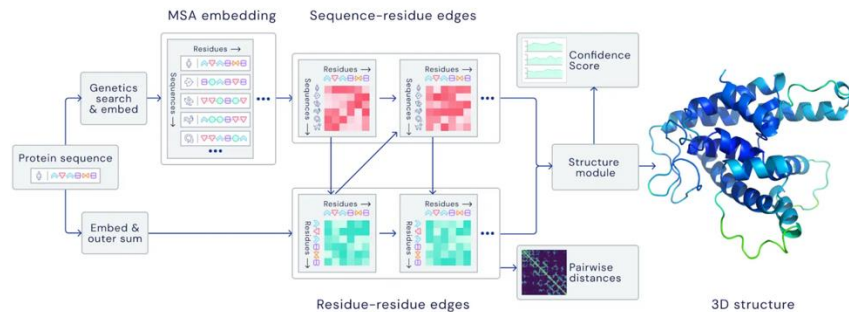 MSA embedding
Sequence-residue edges
Residues →
Sequences →
•••
•••
Genetics
search
& embed
Residues →
Sequences →
Residues →
Sequences →
•••
Confidence
Score
Protein sequence
Structure
module
Embed &
outer sum
Residues →
Residues →
Residues →
Residues →
•••
Pairwise
distances
Residue-residue edges
3D structure